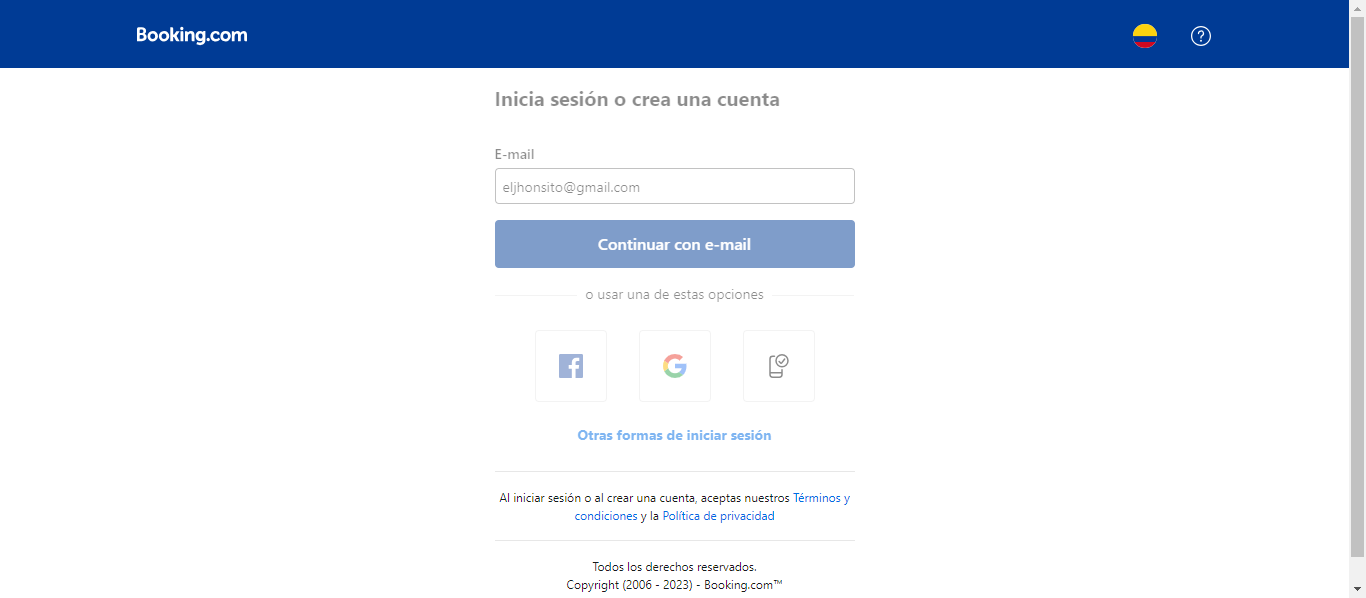 Booking.com
Inicia sesión o crea una cuenta
E-mail
eljhonsito@gmail.com
Continuar con e-mail
o usar una de estas opciones
Otras formas de iniciar sesión
Al iniciar sesión o al crear una cuenta, aceptas nuestros Términos y
condiciones y la Política de privacidad
Todos los derechos reservados.
Copyright (2006 - 2023) - Booking.com™